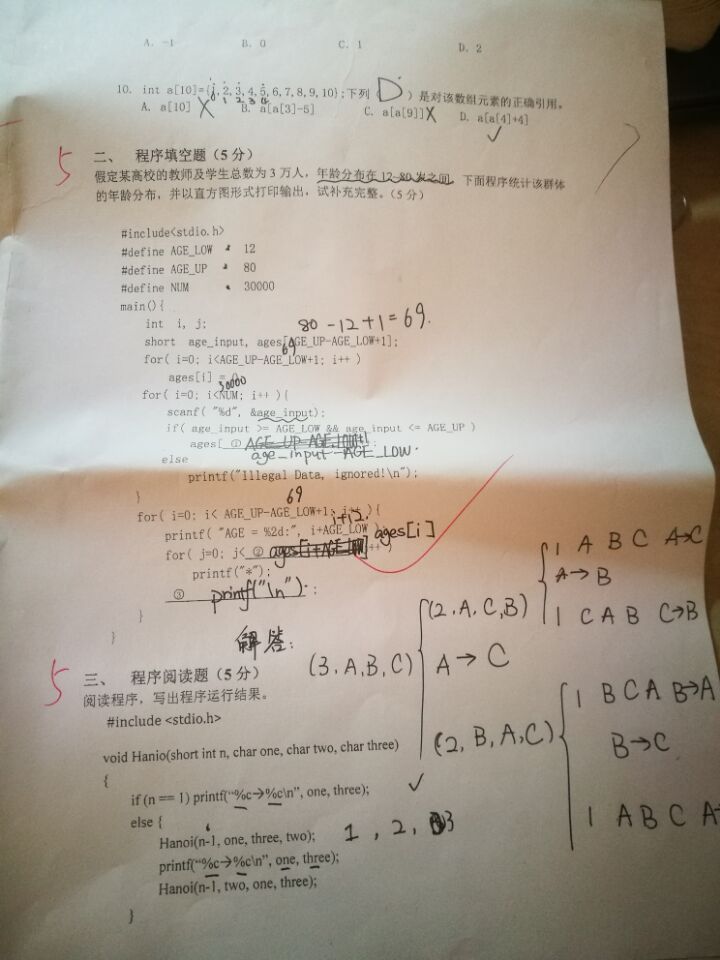 A. -1 B. 0 C. 1 D. 2
10. int a[10]={1,2,3,4,5,6,7,8,9,10};下列（ D ）是对该数组元素的正确引用。
0 1 2 3 4
A. a[10] X B. a[a[3]-5] C. a[a[9]] X D. a[a[4]+4] ✓
5 二、 程序填空题（5 分）
假定某高校的教师及学生总数为 3 万人，年龄分布在 12-80 岁之间，下面程序统计该群体
的年龄分布，并以直方图形式打印输出，试补充完整。（5 分）
#include<stdio.h>
#define AGE_LOW 12
#define AGE_UP 80
#define NUM 30000
main(){
int i, j; 80-12+1=69.
short age_input, ages[AGE_UP-AGE_LOW+1];
69
for( i=0; i<AGE_UP-AGE_LOW+1; i++ )
ages[i] = 0;
30000
for( i=0; i<NUM; i++ ){
scanf( "%d", &age_input);
if( age_input >= AGE_LOW && age_input <= AGE_UP )
ages[ ① AGE_UP-AGE_LOW+1
age_input-AGE_LOW.
else
printf("Illegal Data, ignored!\n");
}
69
for( i=0; i< AGE_UP-AGE_LOW+1; i++ ){
i+12.
printf( "AGE = %2d:", i+AGE_LOW );
for( j=0; j< ② ages[i+AGE_LOW] ages[i] ++ )
printf("*");
③ printf("\n") ;
}
}
解答:
5 三、 程序阅读题（5 分）
阅读程序，写出程序运行结果。
#include <stdio.h>
void Hanio(short int n, char one, char two, char three)
{
if (n == 1) printf("%c→%c\n", one, three); ✓
else {
Hanoi(n-1, one, three, two); 1 , 2, 3
printf("%c→%c\n", one, three);
Hanoi(n-1, two, one, three);
}
(3, A, B, C)
(2, A, C, B)
1 A B C A→C
A→B
1 C A B C→B
A→C
(2, B, A, C)
1 B C A B→A
B→C
1 A B C A→